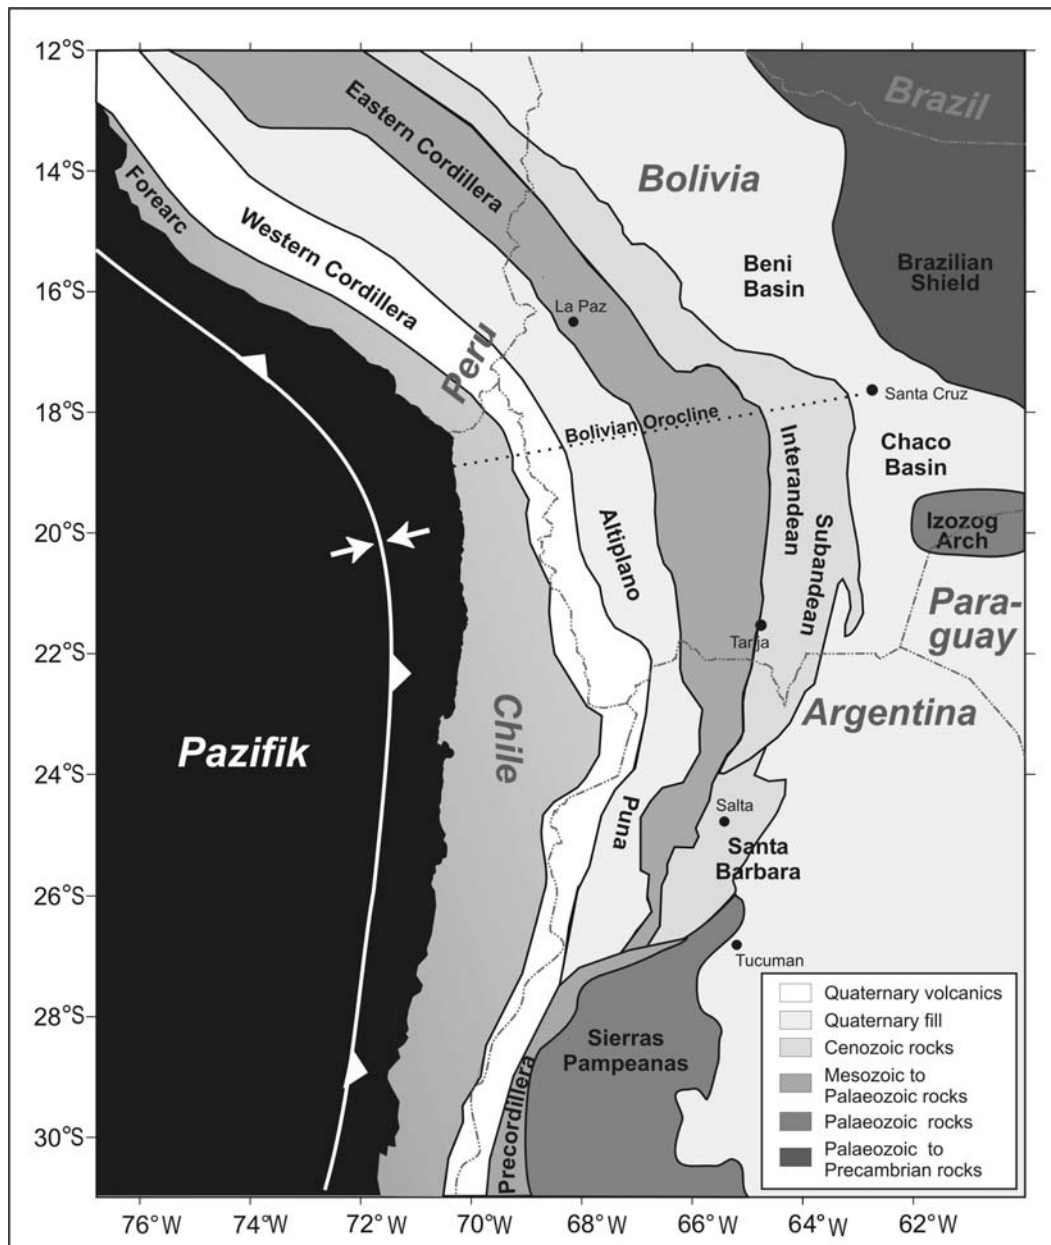 12°S
14°S
16°S
18°S
20°S
22°S
24°S
26°S
28°S
30°S
76°W
74°W
72°W
70°W
68°W
66°W
64°W
62°W
Brazil
Eastern Cordillera
Bolivia
Forearc
Western Cordillera
Beni
Basin
Brazilian
Shield
La Paz
Peru
Santa Cruz
Bolivian Orocline
Chaco
Basin
Interandean
Subandean
Altiplano
Izozog
Arch
Para-
guay
Tarija
Argentina
Chile
Pazifik
Puna
Salta
Santa
Barbara
Tucuman
Sierras
Pampeanas
Precordillera
Quaternary volcanics
Quaternary fill
Cenozoic rocks
Mesozoic to
Palaeozoic rocks
Palaeozoic rocks
Palaeozoic to
Precambrian rocks